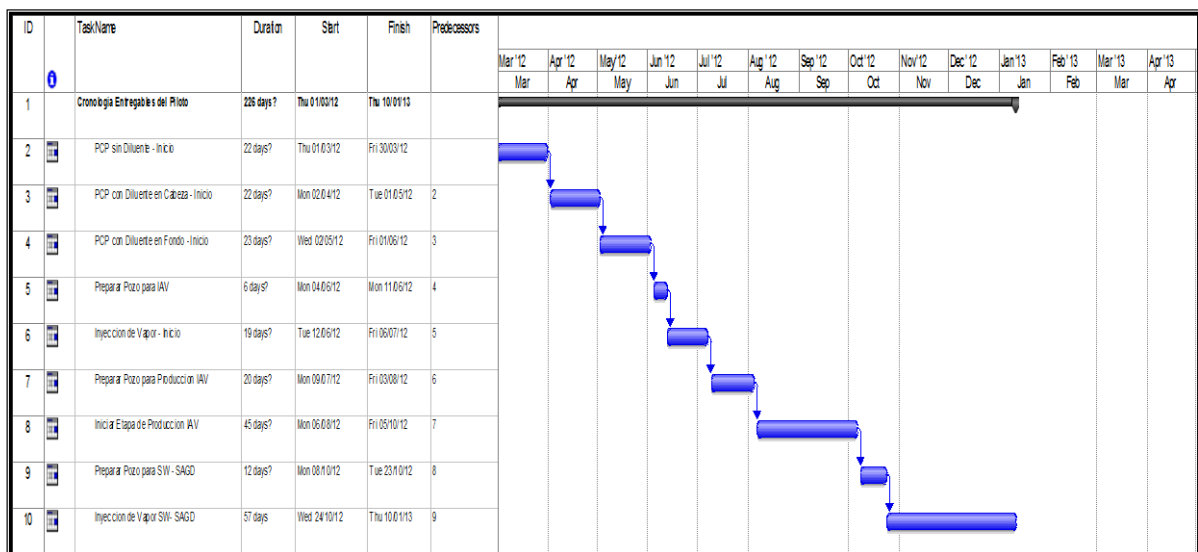 ID TaskName Duration Start Finish Predecessors
Mar '12 Apr '12 May '12 Jun '12 Jul '12 Aug '12 Sep '12 Oct '12 Nov '12 Dec '12 Jan '13 Feb '13 Mar '13 Apr '13
Mar Apr May Jun Jul Aug Sep Oct Nov Dec Jan Feb Mar Apr
1 Cronologia Entregables del Piloto 226 days? Thu 01/03/12 Thu 10/01/13
2 PCP sin Diluente - Inicio 22 days? Thu 01/03/12 Fri 30/03/12
3 PCP con Diluente en Cabeza - Inicio 22 days? Mon 02/04/12 Tue 01/05/12 2
4 PCP con Diluente en Fondo - Inicio 23 days? Wed 02/05/12 Fri 01/06/12 3
5 Preparar Pozo para IAV 6 days? Mon 04/06/12 Mon 11/06/12 4
6 Inyeccion de Vapor - Inicio 19 days? Tue 12/06/12 Fri 06/07/12 5
7 Preparar Pozo para Produccion IAV 20 days? Mon 09/07/12 Fri 03/08/12 6
8 Iniciar Etapa de Produccion IAV 45 days? Mon 06/08/12 Fri 05/10/12 7
9 Preparar Pozo para SW - SAGD 12 days? Mon 08/10/12 Tue 23/10/12 8
10 Inyeccion de Vapor SW- SAGD 57 days Wed 24/10/12 Thu 10/01/13 9